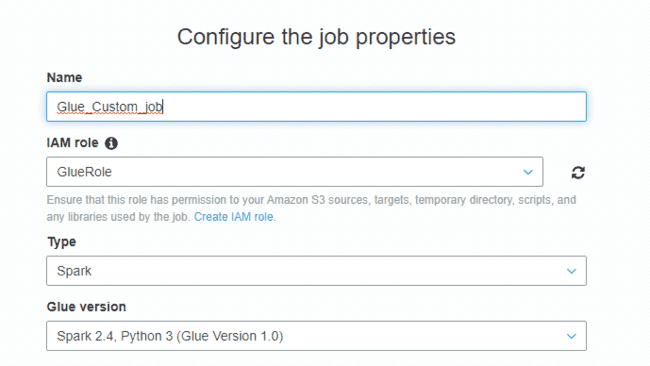 Configure the job properties
Name
Glue_Custom_job
IAM role
GlueRole
Ensure that this role has permission to your Amazon S3 sources, targets, temporary directory, scripts, and
any libraries used by the job. Create IAM role.
Type
Spark
Glue version
Spark 2.4, Python 3 (Glue Version 1.0)